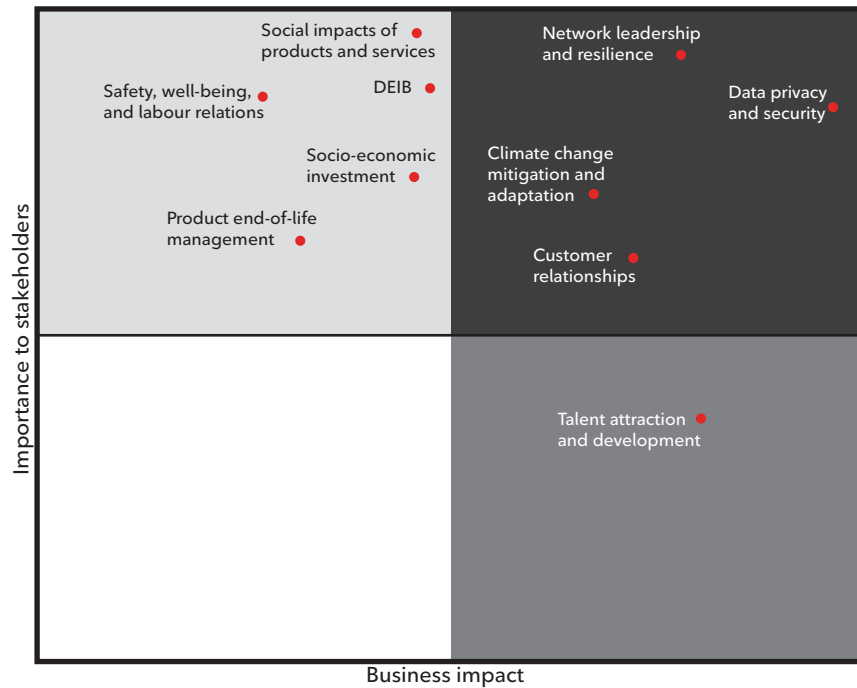 Social impacts of
products and services
Network leadership
and resilience
Safety, well-being,
and labour relations
DEIB
Data privacy
and security
Socio-economic
investment
Climate change
mitigation and
adaptation
Product end-of-life
management
Customer
relationships
Talent attraction
and development
Importance to stakeholders
Business impact